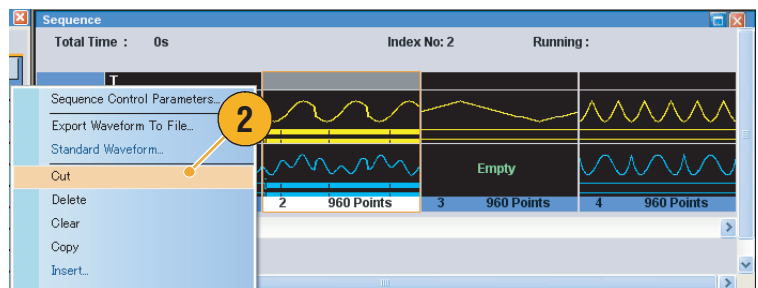 Sequence
Total Time : 0s Index No: 2 Running :
T
Sequence Control Parameters...
Export Waveform To File...
Standard Waveform...
Cut
Delete
Clear
Copy
Insert...
2
Empty
2 960 Points 3 960 Points 4 960 Points